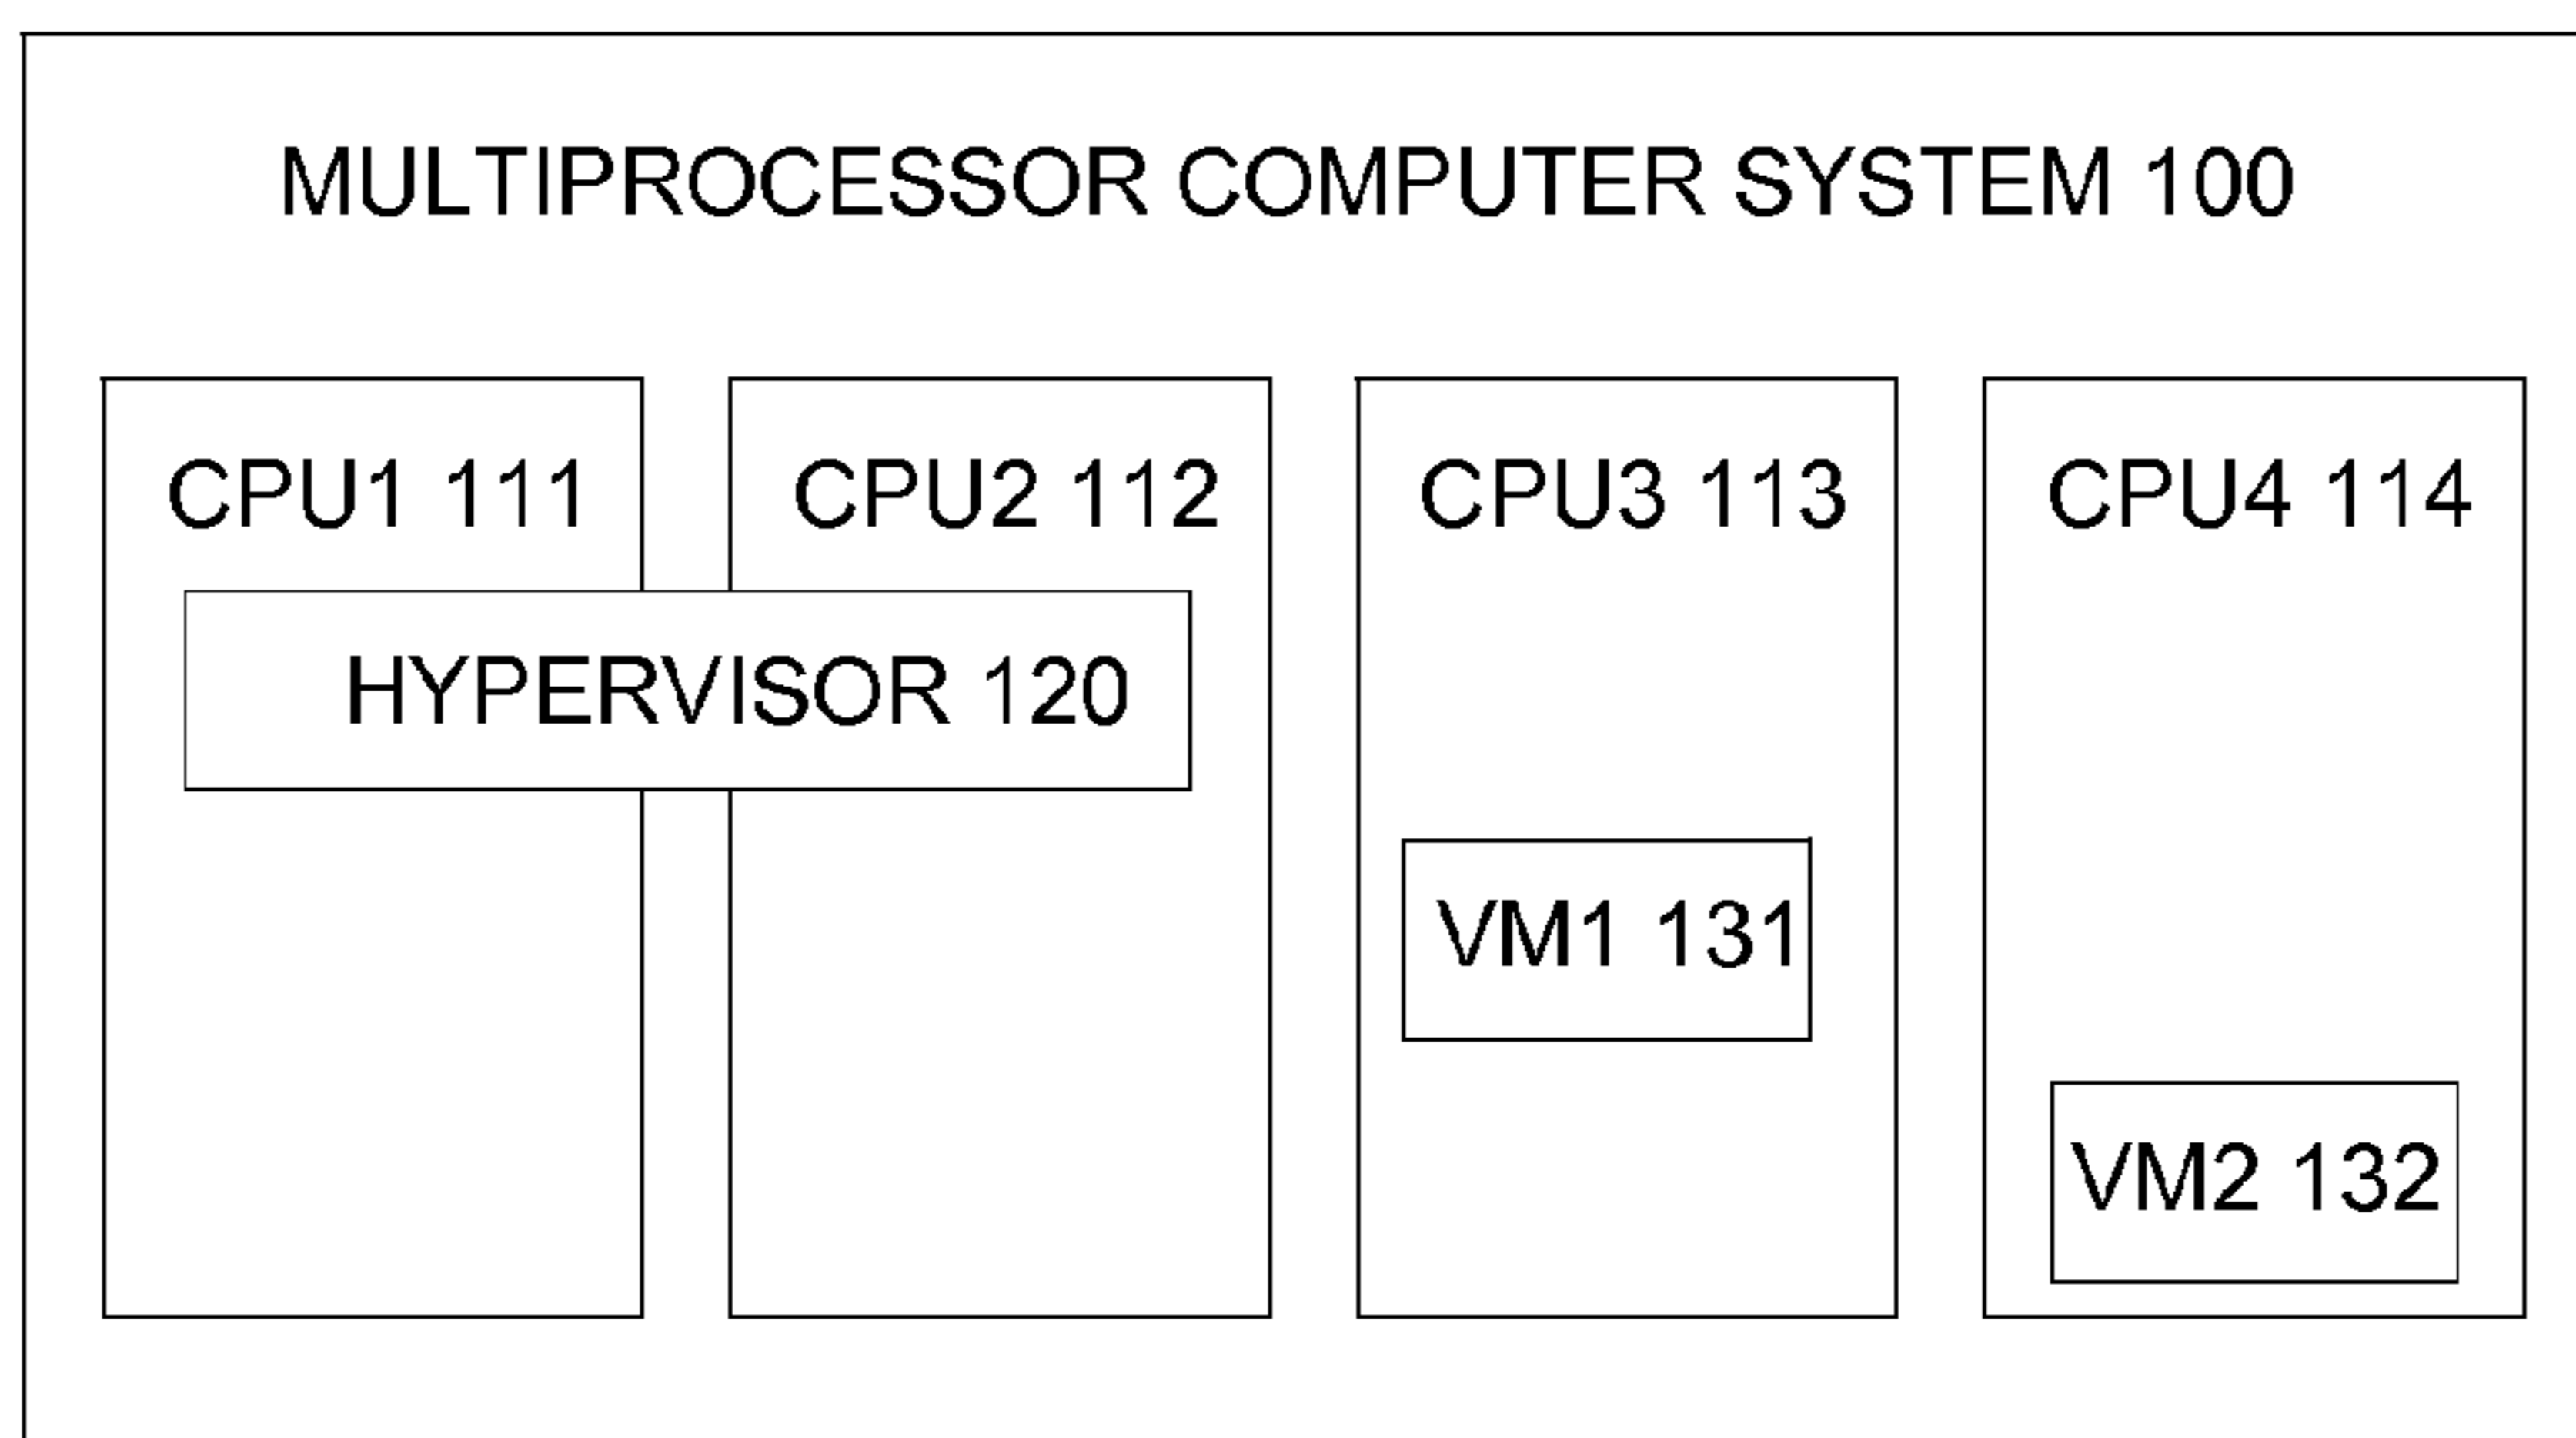 MULTIPROCESSOR COMPUTER SYSTEM 100
CPU1 111
CPU2 112
CPU3 113
CPU4 114
HYPERVISOR 120
VM1 131
VM2 132